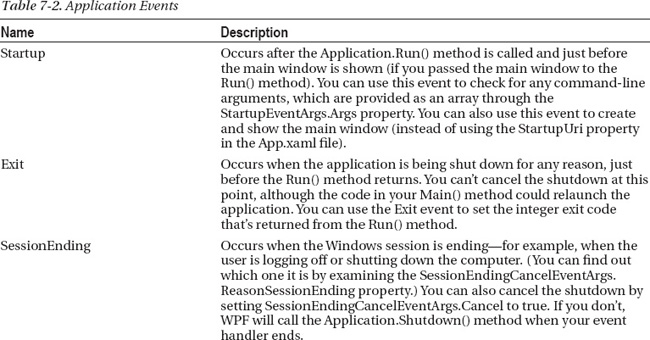 Table 7-2. Application Events
Name Description
Startup Occurs after the Application.Run() method is called and just before
the main window is shown (if you passed the main window to the
Run() method). You can use this event to check for any command-line
arguments, which are provided as an array through the
StartupEventArgs.Args property. You can also use this event to create
and show the main window (instead of using the StartupUri property
in the App.xaml file).
Exit Occurs when the application is being shut down for any reason, just
before the Run() method returns. You can't cancel the shutdown at this
point, although the code in your Main() method could relaunch the
application. You can use the Exit event to set the integer exit code
that's returned from the Run() method.
SessionEnding Occurs when the Windows session is ending—for example, when the
user is logging off or shutting down the computer. (You can find out
which one it is by examining the SessionEndingCancelEventArgs.
ReasonSessionEnding property.) You can also cancel the shutdown by
setting SessionEndingCancelEventArgs.Cancel to true. If you don't,
WPF will call the Application.Shutdown() method when your event
handler ends.